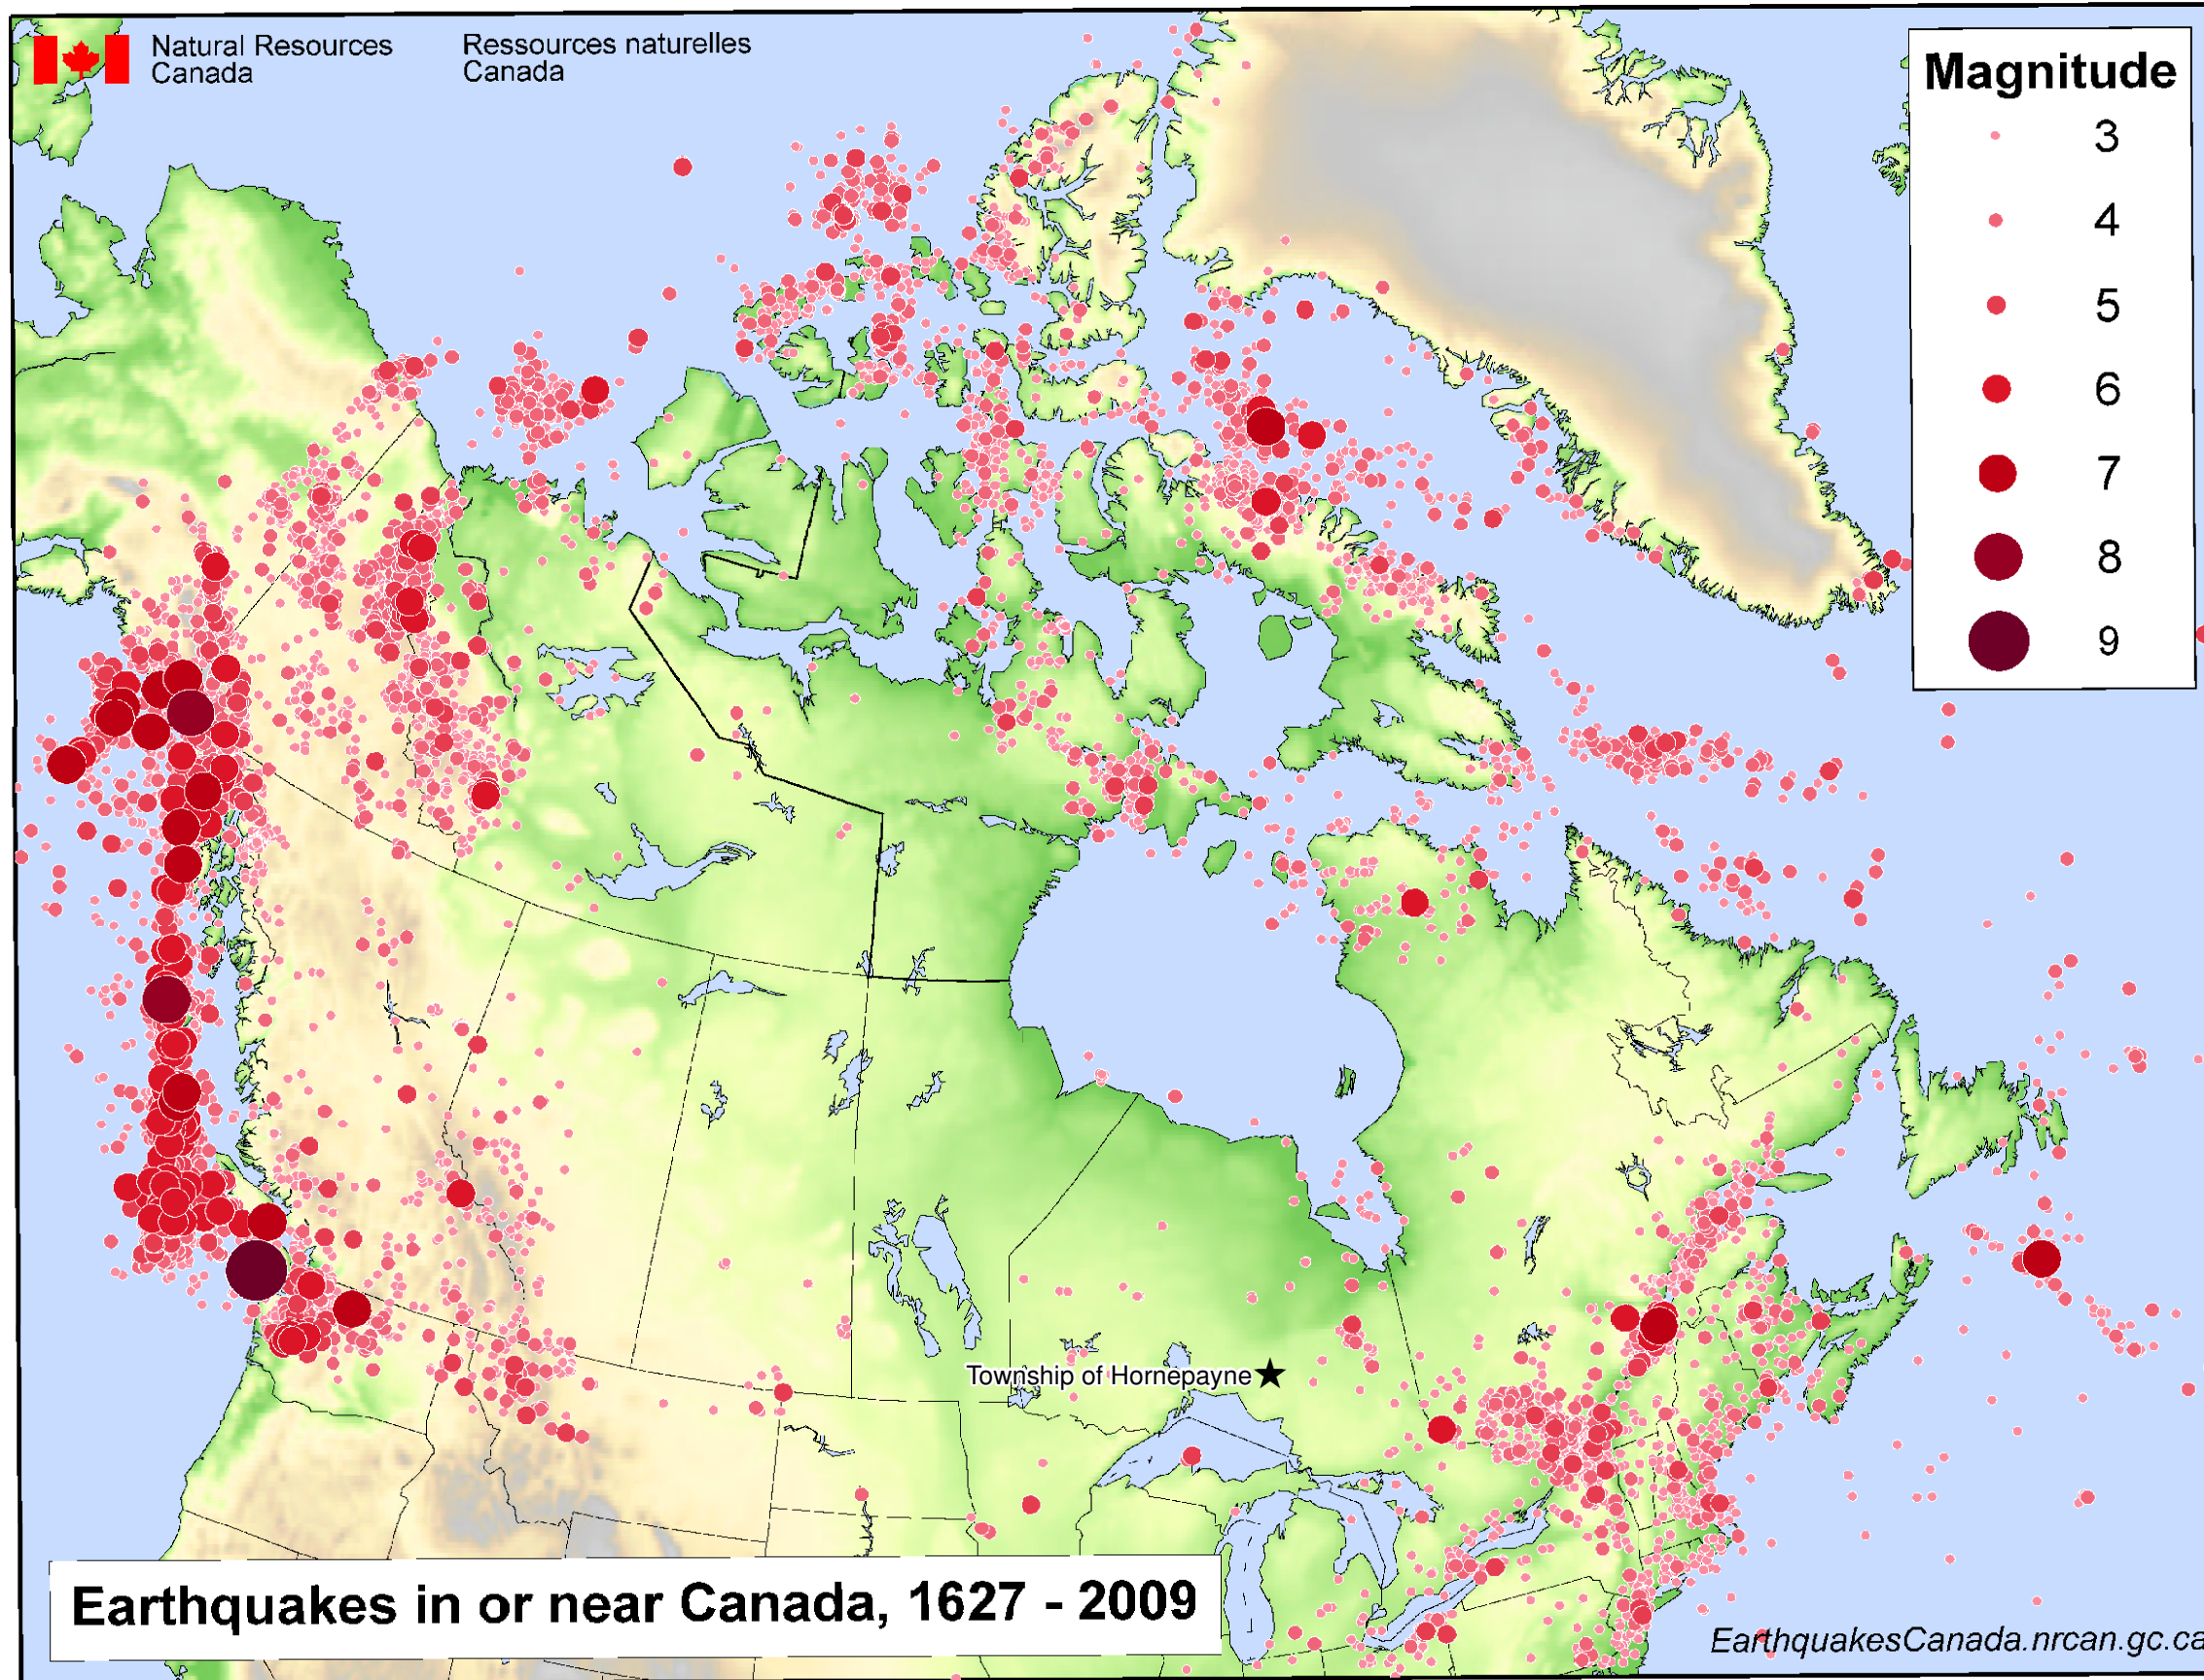 Natural Resources
Canada
Ressources naturelles
Canada
Magnitude
3
4
5
6
7
8
9
Township of Hornepayne
Earthquakes in or near Canada, 1627 - 2009
EarthquakesCanada.nrcan.gc.ca